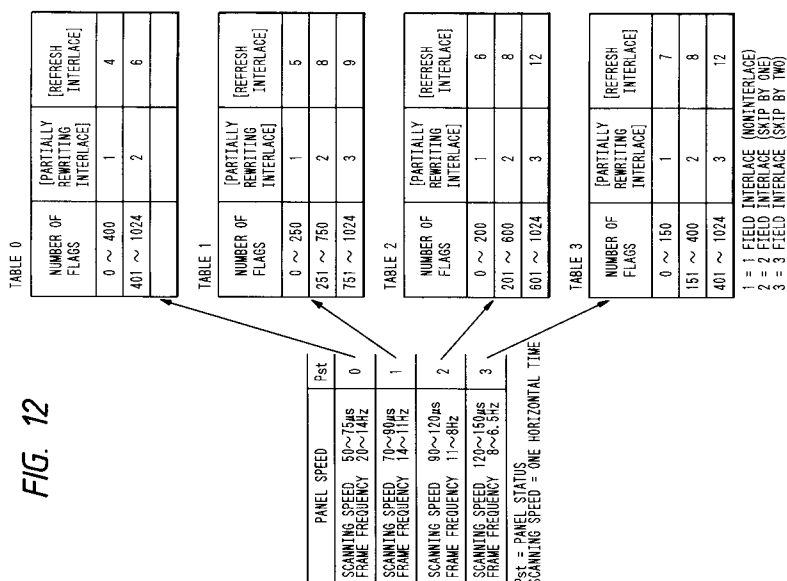 FIG. 12
PANEL SPEED Pst
SCANNING SPEED 50~75µs
FRAME FREQUENCY 20~14Hz
0
SCANNING SPEED 70~90µs
FRAME FREQUENCY 14~11Hz
1
SCANNING SPEED 90~120µs
FRAME FREQUENCY 11~8Hz
2
SCANNING SPEED 120~150µs
FRAME FREQUENCY 8~6.5Hz
3
Pst = PANEL STATUS
SCANNING SPEED = ONE HORIZONTAL TIME
TABLE 0
NUMBER OF FLAGS [PARTIALLY REWRITING INTERLACE] [REFRESH INTERLACE]
0 ~ 400 1 4
401 ~ 1024 2 6
TABLE 1
NUMBER OF FLAGS [PARTIALLY REWRITING INTERLACE] [REFRESH INTERLACE]
0 ~ 250 1 5
251 ~ 750 2 8
751 ~ 1024 3 9
TABLE 2
NUMBER OF FLAGS [PARTIALLY REWRITING INTERLACE] [REFRESH INTERLACE]
0 ~ 200 1 6
201 ~ 600 2 8
601 ~ 1024 3 12
TABLE 3
NUMBER OF FLAGS [PARTIALLY REWRITING INTERLACE] [REFRESH INTERLACE]
0 ~ 150 1 7
151 ~ 400 2 8
401 ~ 1024 3 12
1 = 1 FIELD INTERLACE (NONINTERLACE)
2 = 2 FIELD INTERLACE (SKIP BY ONE)
3 = 3 FIELD INTERLACE (SKIP BY TWO)